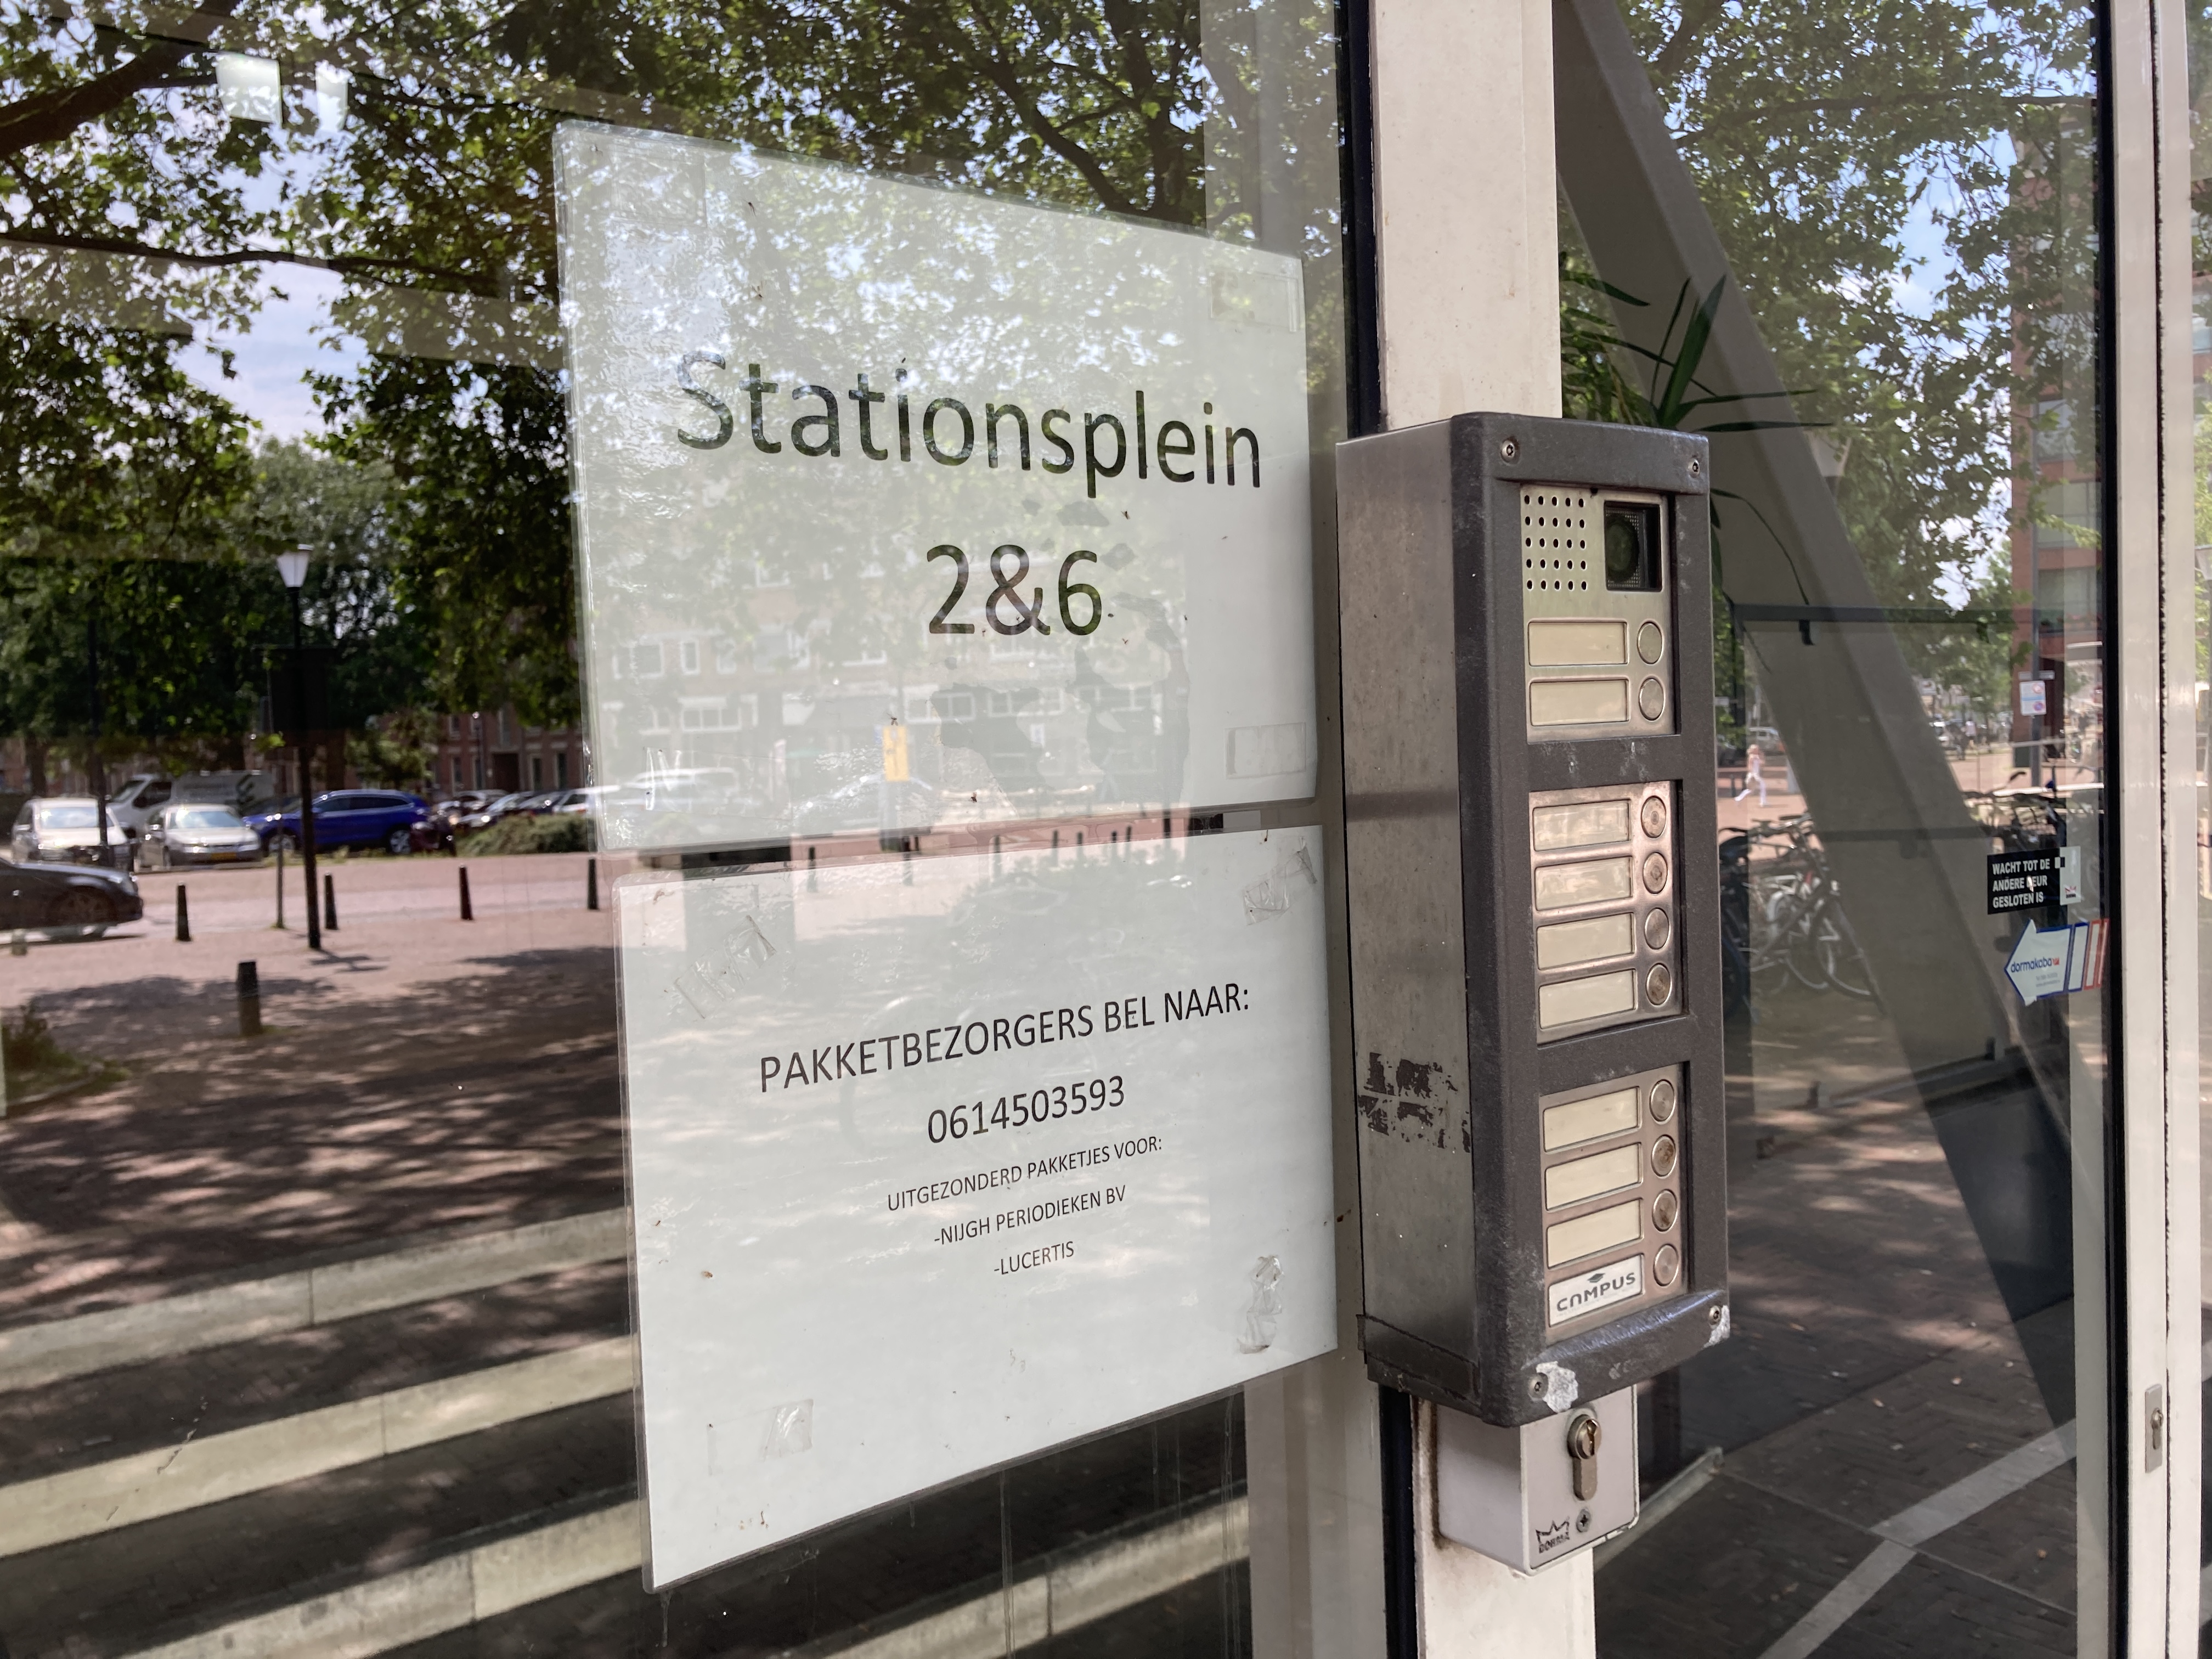 Stationsplein
2&6
PAKKETBEZORGERS BEL NAAR:
0614503593
UITGEZONDERD PAKKETJES VOOR:
-NIJGH PERIODIEKEN BV
-LUCERTIS
CAMPUS
WACHT TOT DE
ANDERE DEUR
GESLOTEN IS
dormakaba
DORMA